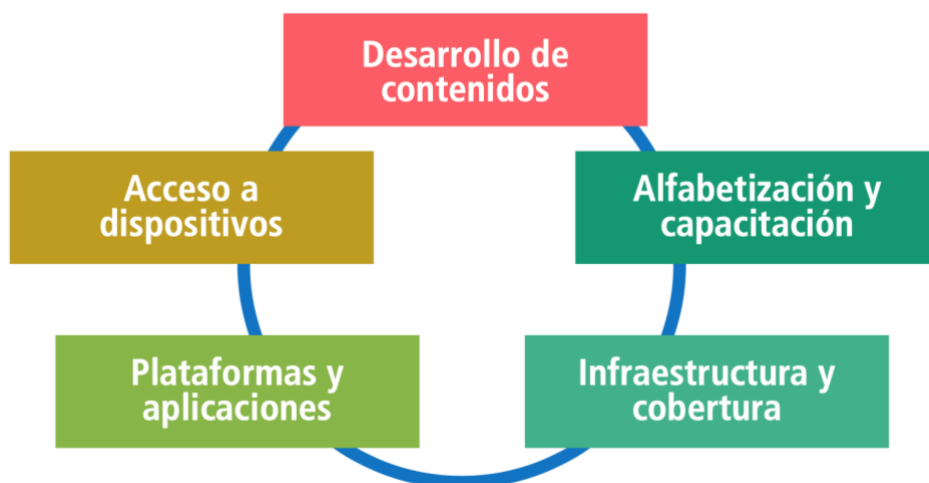 Desarrollo de
contenidos
Acceso a
dispositivos
Alfabetización y
capacitación
Plataformas y
aplicaciones
Infraestructura y
cobertura